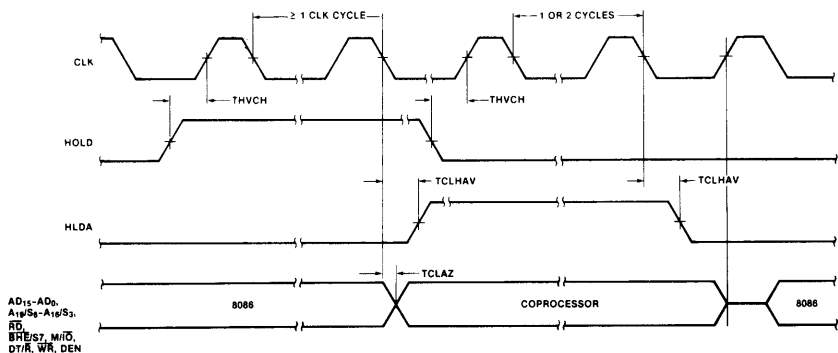 ≥ 1 CLK CYCLE
1 OR 2 CYCLES
CLK
THVCH
THVCH
HOLD
TCLHAV
TCLHAV
HLDA
TCLAZ
AD15-AD0,
A19/S6-A16/S3,
RD,
BHE/S7, M/IO,
DT/R, WR, DEN
8086
COPROCESSOR
8086